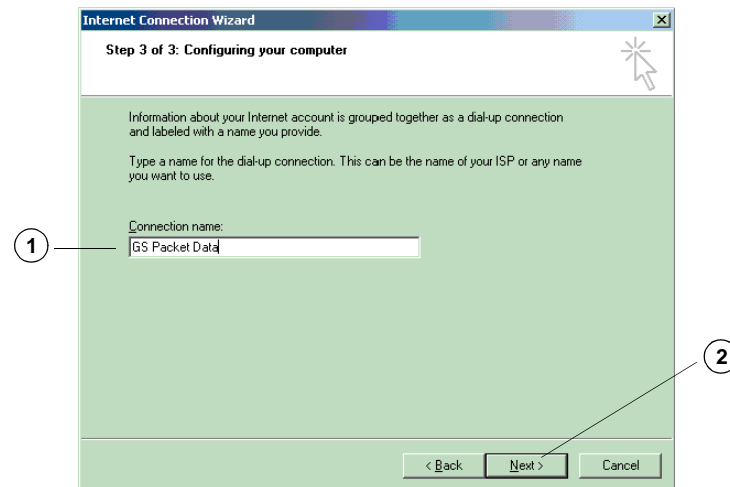 Internet Connection Wizard
Step 3 of 3: Configuring your computer
Information about your Internet account is grouped together as a dial-up connection
and labeled with a name you provide.
Type a name for the dial-up connection. This can be the name of your ISP or any name
you want to use.
Connection name:
1
GS Packet Data
2
< Back
Next >
Cancel